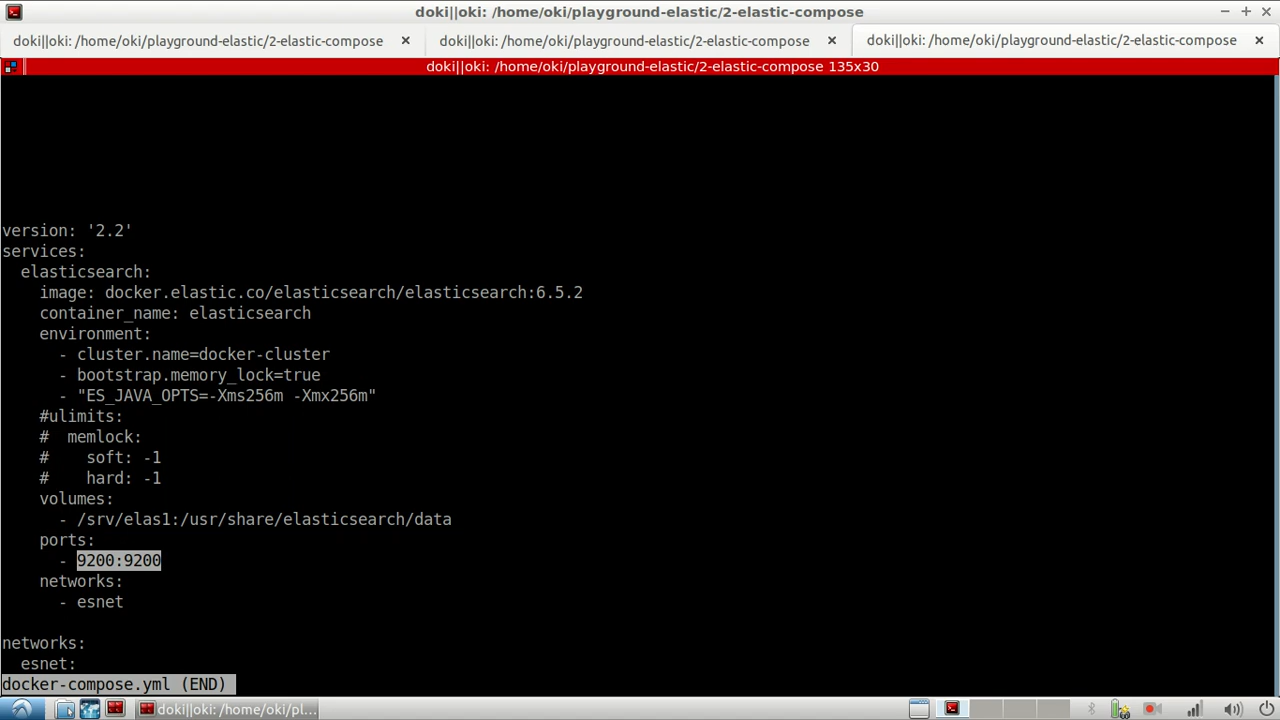 doki||oki: /home/oki/playground-elastic/2-elastic-compose
doki||oki: /home/oki/playground-elastic/2-elastic-compose
doki||oki: /home/oki/playground-elastic/2-elastic-compose
doki||oki: /home/oki/playground-elastic/2-elastic-compose
doki||oki: /home/oki/playground-elastic/2-elastic-compose 135x30
version: '2.2'
services:
  elasticsearch:
    image: docker.elastic.co/elasticsearch/elasticsearch:6.5.2
    container_name: elasticsearch
    environment:
      - cluster.name=docker-cluster
      - bootstrap.memory_lock=true
      - "ES_JAVA_OPTS=-Xms256m -Xmx256m"
    #ulimits:
    #  memlock:
    #    soft: -1
    #    hard: -1
    volumes:
      - /srv/elas1:/usr/share/elasticsearch/data
    ports:
      - 9200:9200
    networks:
      - esnet

networks:
  esnet:
docker-compose.yml (END)
doki||oki: /home/oki/pl...